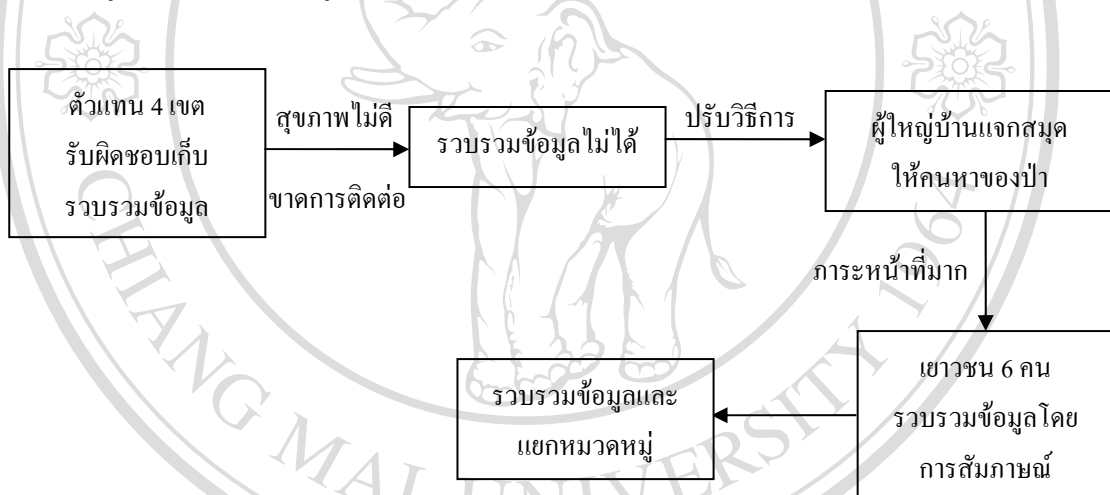 ตัวแทน 4 เขต
รับผิดชอบเก็บ
รวบรวมข้อมูล
สุขภาพไม่ดี
ขาดการติดต่อ
รวบรวมข้อมูลไม่ได้
ปรับวิธีการ
ผู้ใหญ่บ้านแจกสมุด
ให้คนหาของป่า
ภาระหน้าที่มาก
เยาวชน 6 คน
รวบรวมข้อมูลโดย
การสัมภาษณ์
รวบรวมข้อมูลและ
แยกหมวดหมู่
CHIANG MAI UNIVERSITY 1964